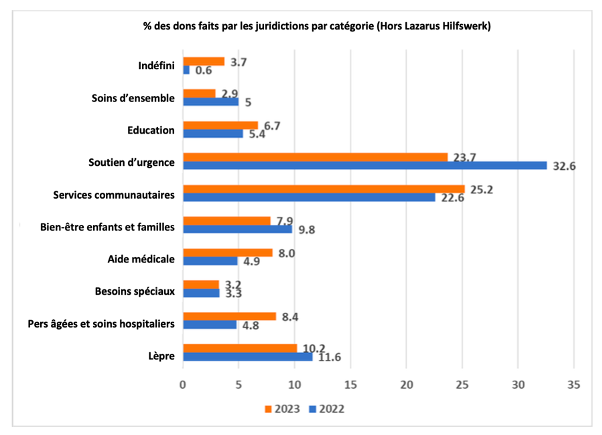 % des dons faits par les juridictions par catégorie (Hors Lazarus Hilfswerk)
Indéfini 3.7
0.6
Soins d’ensemble 2.9
5
Education 6.7
5.4
Soutien d’urgence 23.7
32.6
Services communautaires 25.2
22.6
Bien-être enfants et familles 7.9
9.8
Aide médicale 8.0
4.9
Besoins spéciaux 3.2
3.3
Pers âgées et soins hospitaliers 8.4
4.8
Lèpre 10.2
11.6
0 5 10 15 20 25 30 35
2023 2022